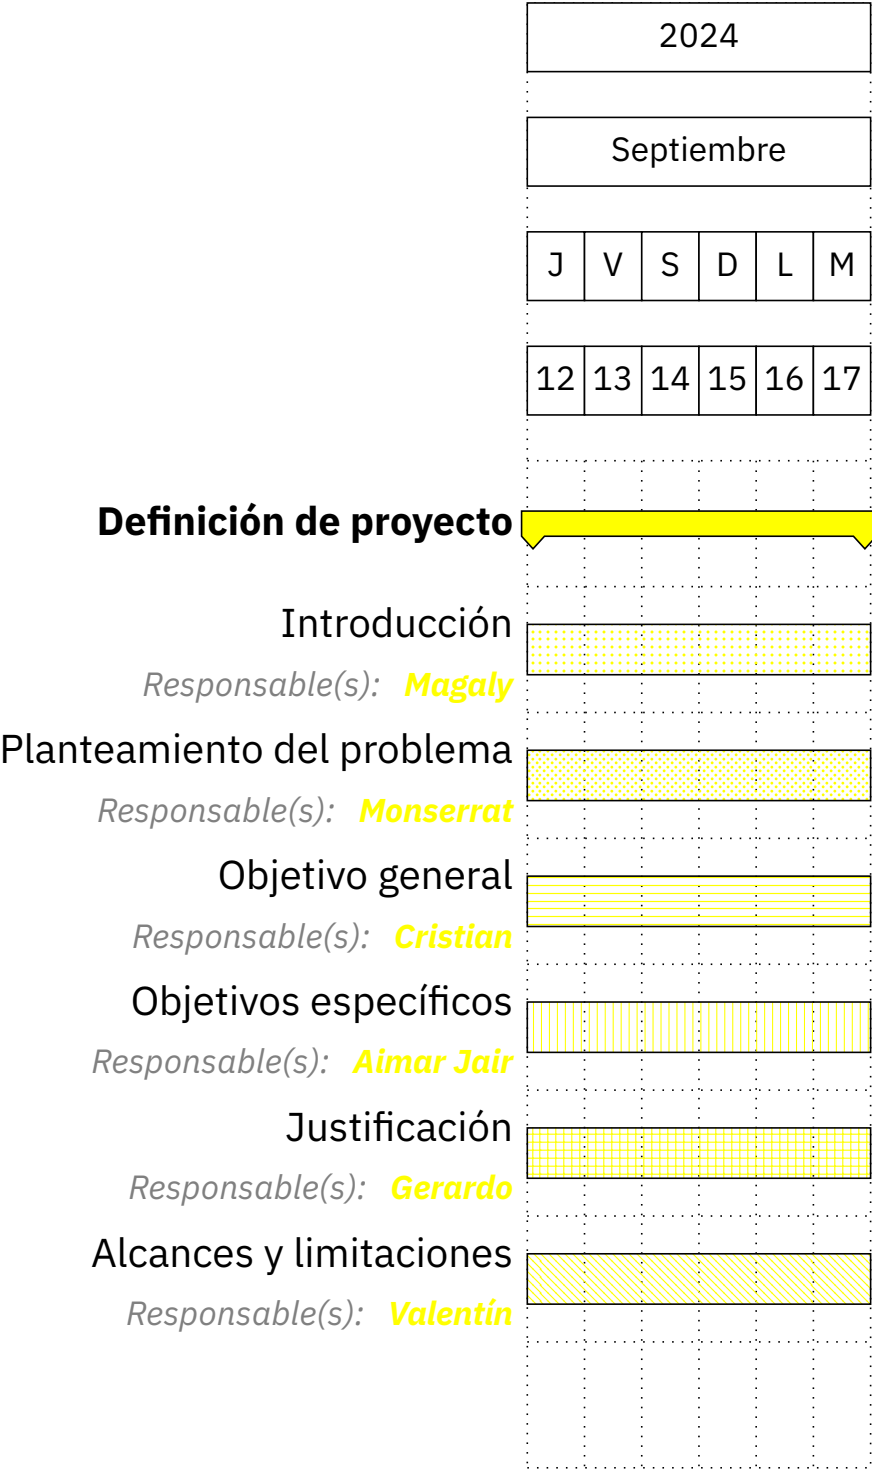 2024
Septiembre
J V S D L M
12 13 14 15 16 17
Definición de proyecto
Introducción
Responsable(s): Magaly
Planteamiento del problema
Responsable(s): Monserrat
Objetivo general
Responsable(s): Cristian
Objetivos específicos
Responsable(s): Aimar Jair
Justificación
Responsable(s): Gerardo
Alcances y limitaciones
Responsable(s): Valentín